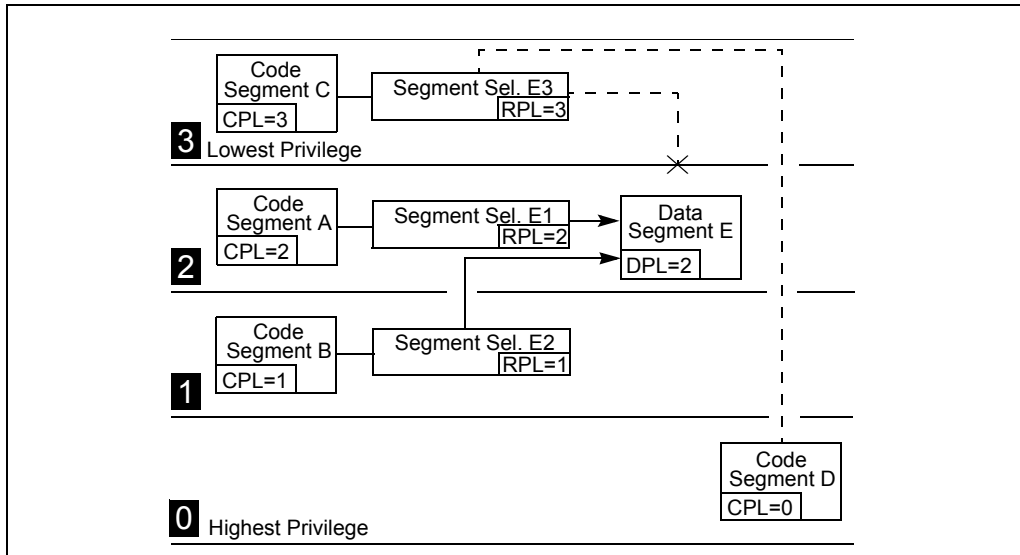 Code
Segment C
CPL=3
Segment Sel. E3
RPL=3
3
Lowest Privilege
Code
Segment A
CPL=2
Segment Sel. E1
RPL=2
Data
Segment E
DPL=2
2
Code
Segment B
CPL=1
Segment Sel. E2
RPL=1
1
Code
Segment D
CPL=0
0
Highest Privilege